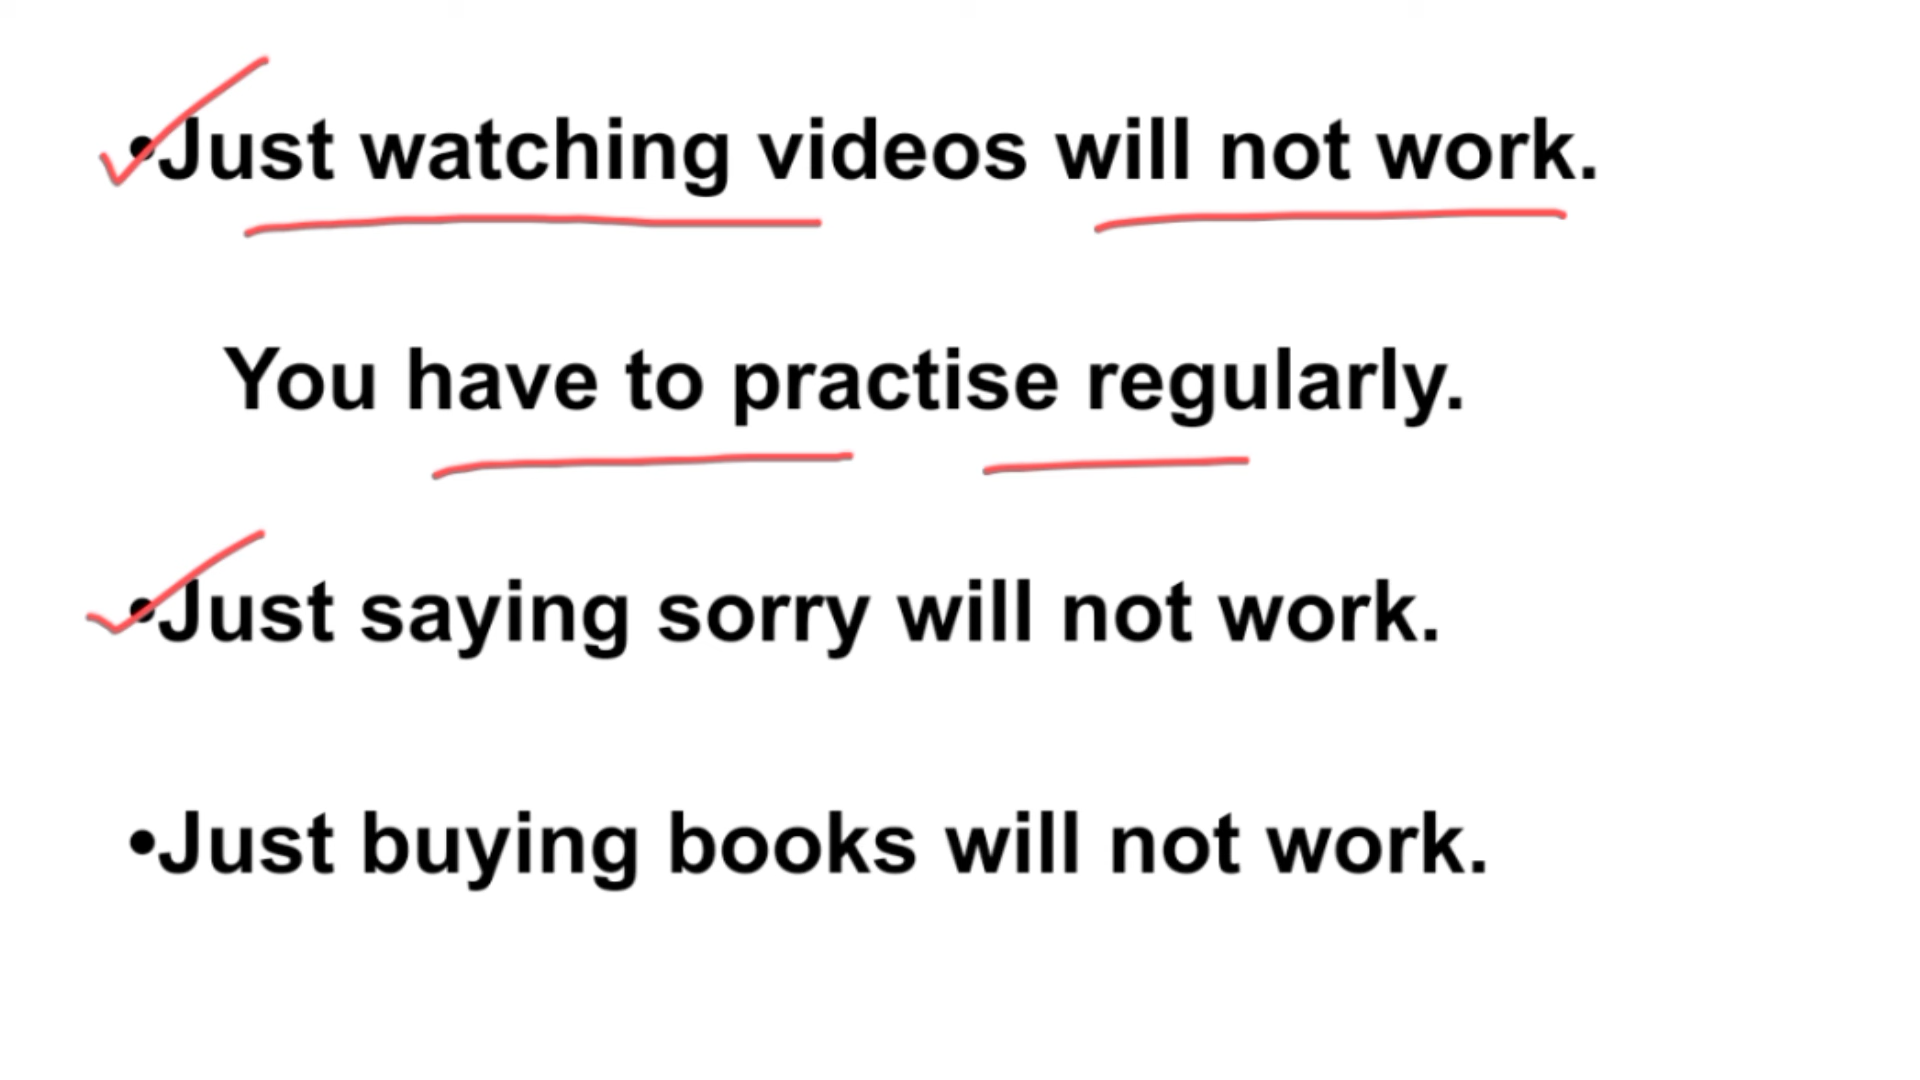 •Just watching videos will not work.
You have to practise regularly.
•Just saying sorry will not work.
•Just buying books will not work.